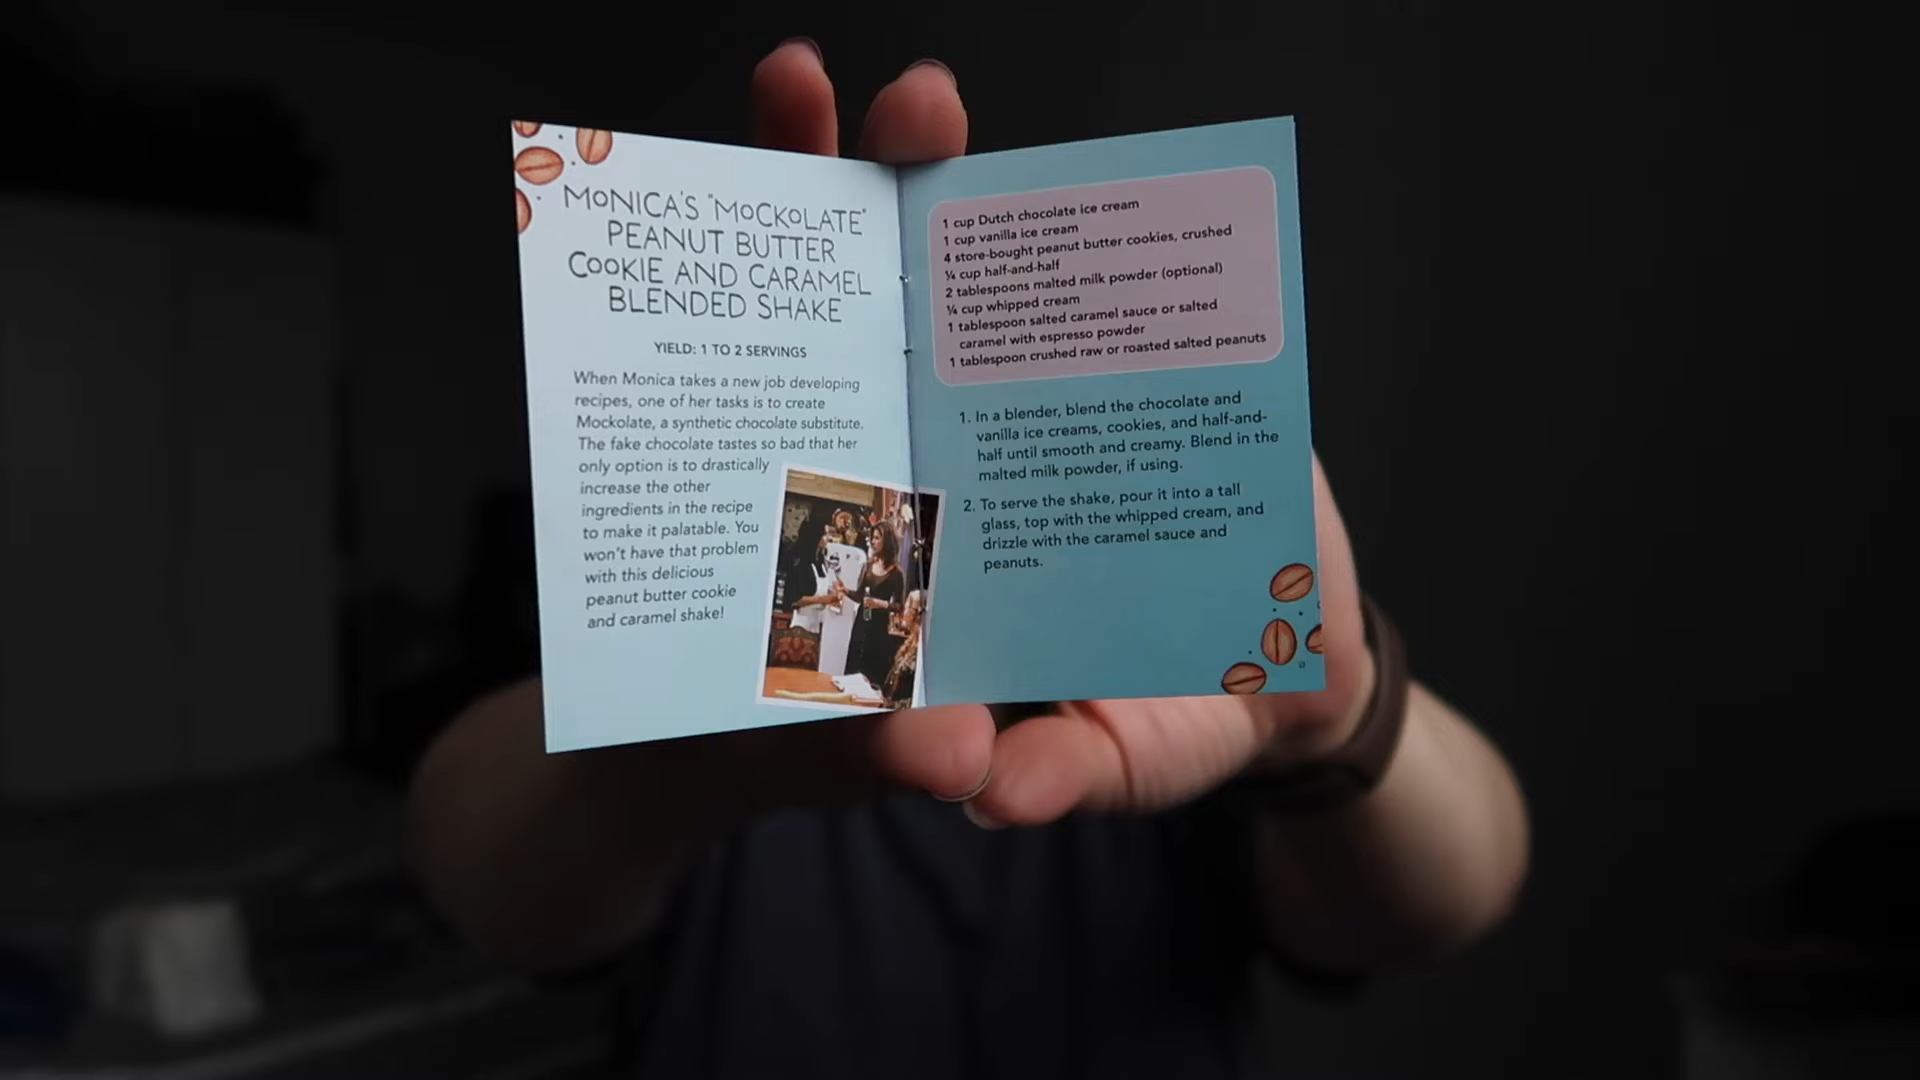 MONICA'S "MOCKOLATE"
PEANUT BUTTER
COOKIE AND CARAMEL
BLENDED SHAKE
YIELD: 1 TO 2 SERVINGS
When Monica takes a new job developing
recipes, one of her tasks is to create
Mockolate, a synthetic chocolate substitute.
The fake chocolate tastes so bad that her
only option is to drastically
increase the other
ingredients in the recipe
to make it palatable. You
won't have that problem
with this delicious
peanut butter cookie
and caramel shake!
1 cup Dutch chocolate ice cream
1 cup vanilla ice cream
4 store-bought peanut butter cookies, crushed
¼ cup half-and-half
2 tablespoons malted milk powder (optional)
¼ cup whipped cream
1 tablespoon salted caramel sauce or salted
caramel with espresso powder
1 tablespoon crushed raw or roasted salted peanuts
1. In a blender, blend the chocolate and
vanilla ice creams, cookies, and half-and-
half until smooth and creamy. Blend in the
malted milk powder, if using.
2. To serve the shake, pour it into a tall
glass, top with the whipped cream, and
drizzle with the caramel sauce and
peanuts.